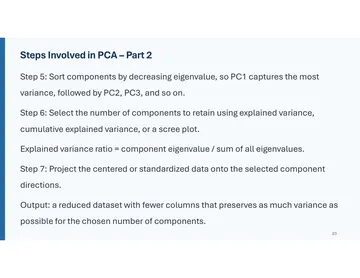 Steps Involved in PCA – Part 2
Step 5: Sort components by decreasing eigenvalue, so PC1 captures the most
variance, followed by PC2, PC3, and so on.
Step 6: Select the number of components to retain using explained variance,
cumulative explained variance, or a scree plot.
Explained variance ratio = component eigenvalue / sum of all eigenvalues.
Step 7: Project the centered or standardized data onto the selected component
directions.
Output: a reduced dataset with fewer columns that preserves as much variance as
possible for the chosen number of components.